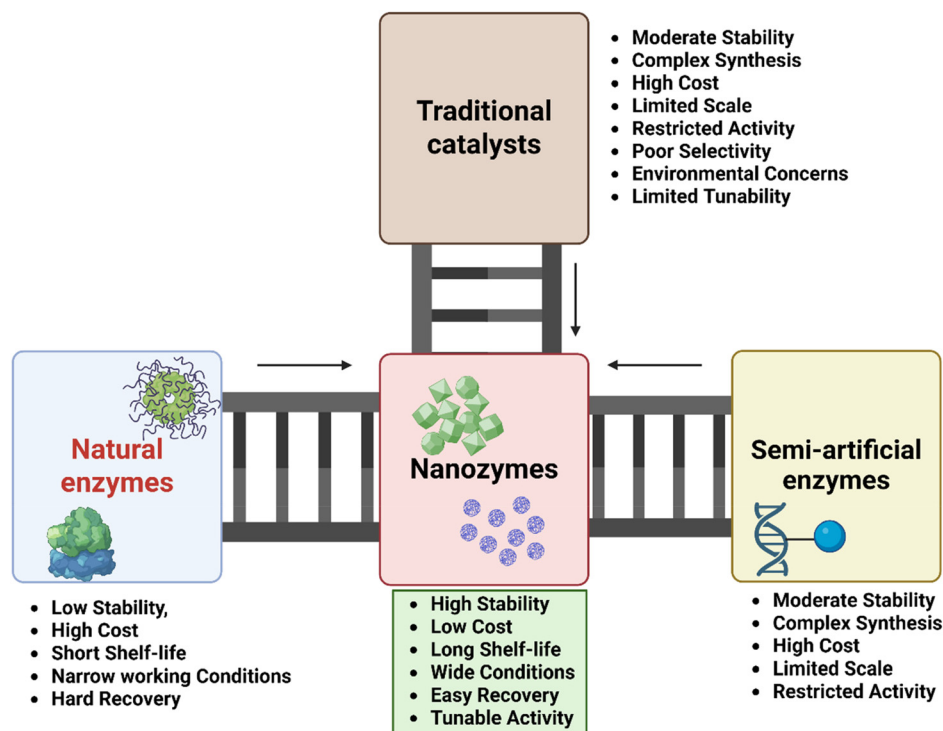 Traditional
catalysts
• Moderate Stability
• Complex Synthesis
• High Cost
• Limited Scale
• Restricted Activity
• Poor Selectivity
• Environmental Concerns
• Limited Tunability
Natural
enzymes
Nanozymes
Semi-artificial
enzymes
• Low Stability,
• High Cost
• Short Shelf-life
• Narrow working Conditions
• Hard Recovery
• High Stability
• Low Cost
• Long Shelf-life
• Wide Conditions
• Easy Recovery
• Tunable Activity
• Moderate Stability
• Complex Synthesis
• High Cost
• Limited Scale
• Restricted Activity